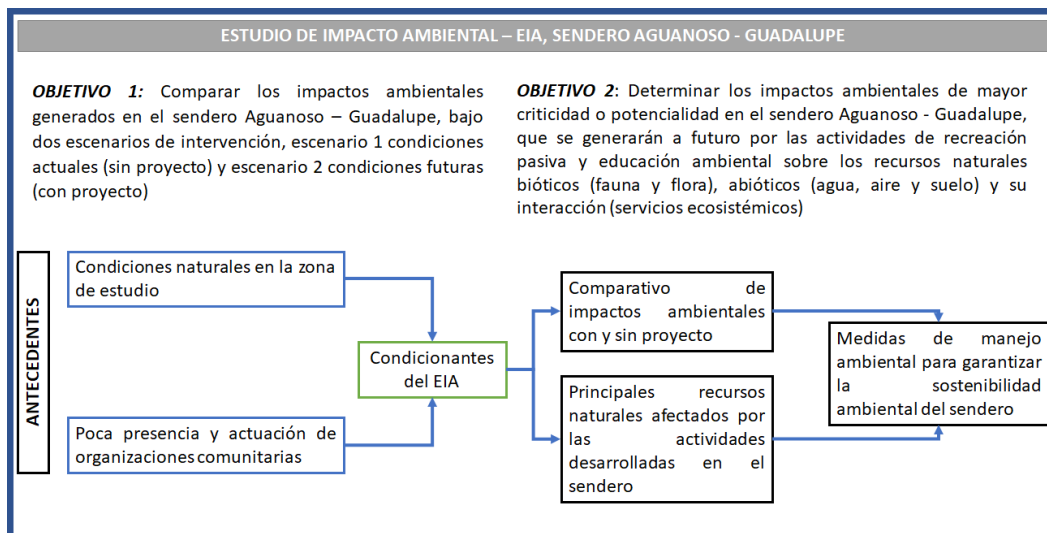 ESTUDIO DE IMPACTO AMBIENTAL – EIA, SENDERO AGUANOSO - GUADALUPE
OBJETIVO 1: Comparar los impactos ambientales
generados en el sendero Aguanoso – Guadalupe, bajo
dos escenarios de intervención, escenario 1 condiciones
actuales (sin proyecto) y escenario 2 condiciones futuras
(con proyecto)
OBJETIVO 2: Determinar los impactos ambientales de mayor
criticidad o potencialidad en el sendero Aguanoso - Guadalupe,
que se generarán a futuro por las actividades de recreación
pasiva y educación ambiental sobre los recursos naturales
bióticos (fauna y flora), abióticos (agua, aire y suelo) y su
interacción (servicios ecosistémicos)
ANTECEDENTES
Condiciones naturales en la zona
de estudio
Poca presencia y actuación de
organizaciones comunitarias
Condicionantes
del EIA
Comparativo de
impactos ambientales
con y sin proyecto
Principales recursos
naturales afectados por
las actividades
desarrolladas en el
sendero
Medidas de manejo
ambiental para garantizar
la sostenibilidad
ambiental del sendero